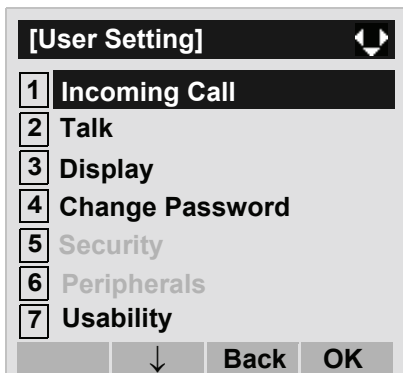 [User Setting]
1 Incoming Call
2 Talk
3 Display
4 Change Password
5 Security
6 Peripherals
7 Usability
↓ Back OK